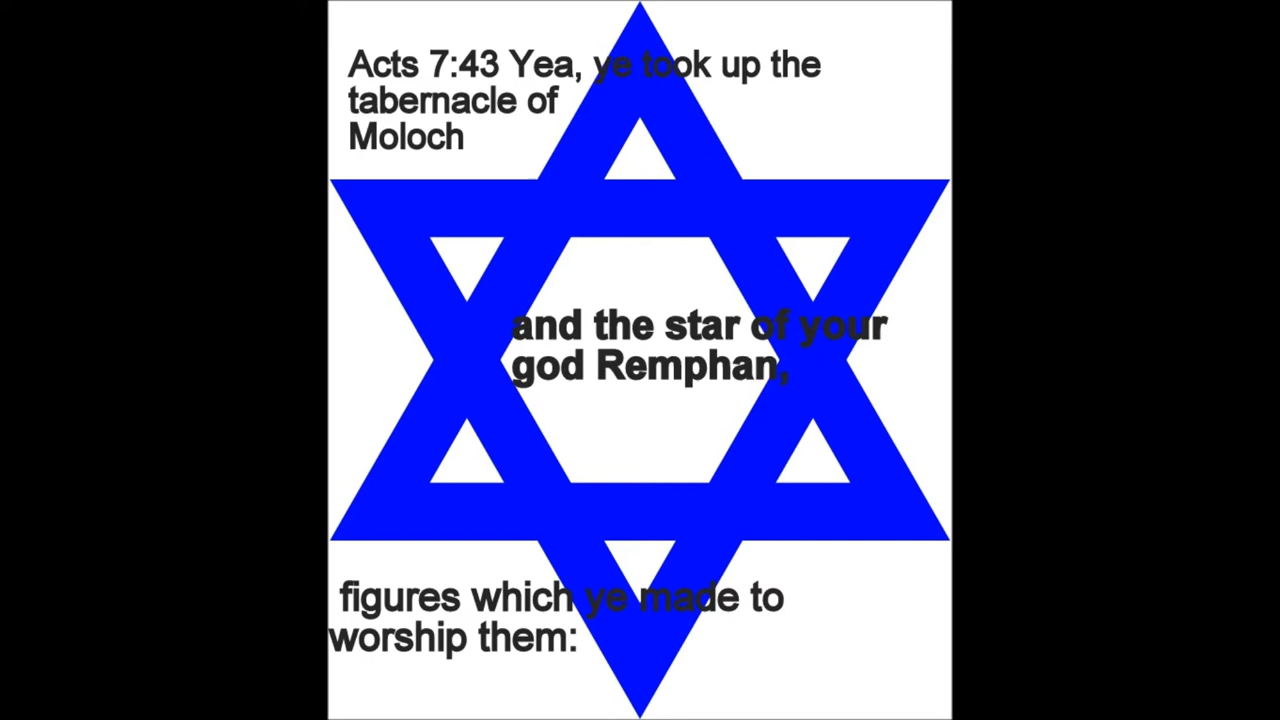 Acts 7:43 Yea, ye took up the
tabernacle of
Moloch
and the star of your
god Remphan,
figures which ye made to
worship them: